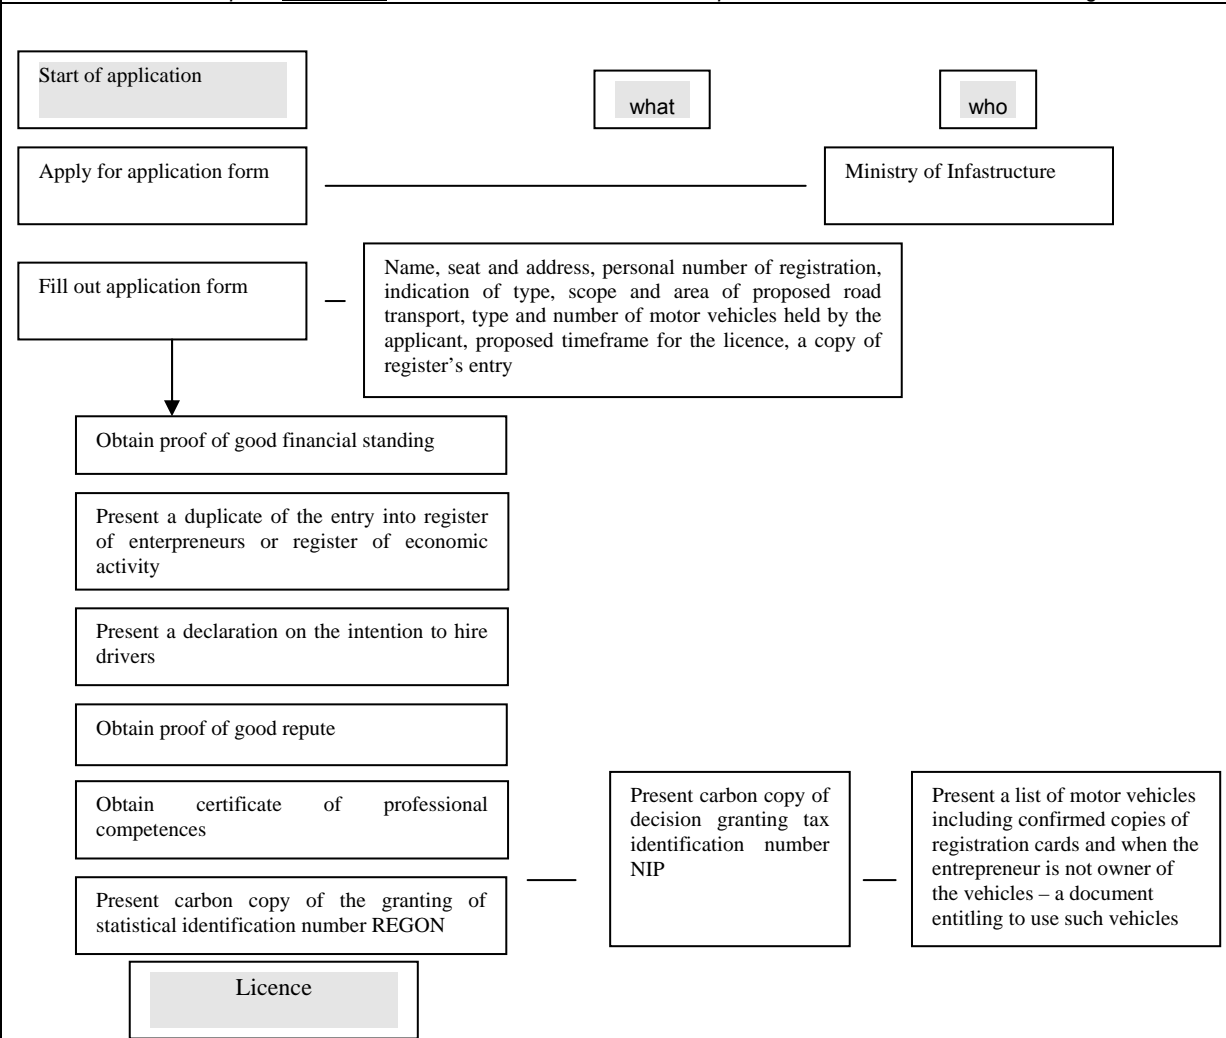 Start of application
what
who
Apply for application form
Ministry of Infastructure
Fill out application form
Name, seat and address, personal number of registration,
indication of type, scope and area of proposed road
transport, type and number of motor vehicles held by the
applicant, proposed timeframe for the licence, a copy of
register’s entry
Obtain proof of good financial standing
Present a duplicate of the entry into register
of enterpreneurs or register of economic
activity
Present a declaration on the intention to hire
drivers
Obtain proof of good repute
Obtain certificate of professional
competences
Present carbon copy of
decision granting tax
identification number
NIP
Present a list of motor vehicles
including confirmed copies of
registration cards and when the
entrepreneur is not owner of
the vehicles – a document
entitling to use such vehicles
Present carbon copy of the granting of
statistical identification number REGON
Licence